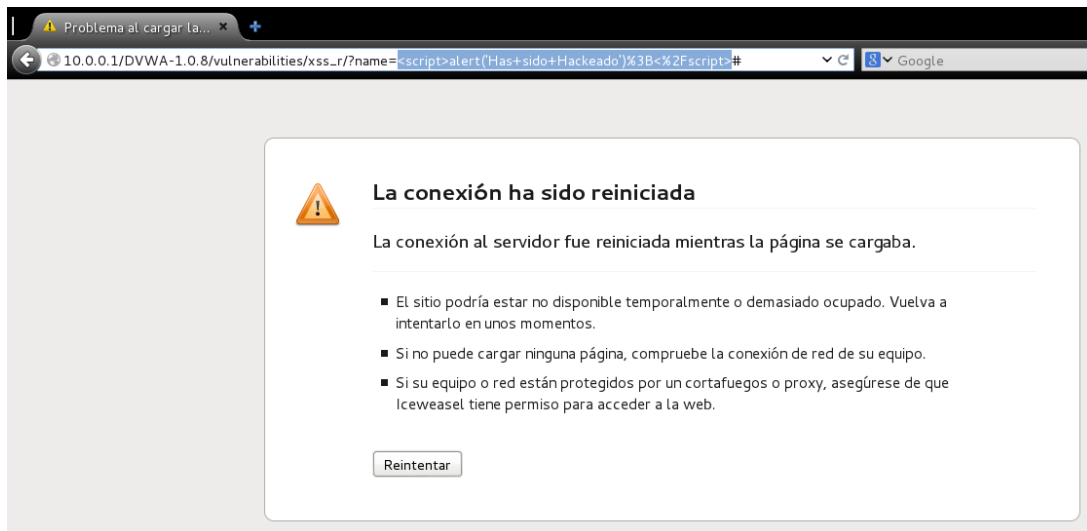 Problema al cargar la...
10.0.0.1/DVWA-1.0.8/vulnerabilities/xss_r/?name=<script>alert('Has+sido+Hackeado')%3B<%2Fscript>#
8 Google
La conexión ha sido reiniciada
La conexión al servidor fue reiniciada mientras la página se cargaba.
El sitio podría estar no disponible temporalmente o demasiado ocupado. Vuelva a
intentarlo en unos momentos.
Si no puede cargar ninguna página, compruebe la conexión de red de su equipo.
Si su equipo o red están protegidos por un cortafuegos o proxy, asegúrese de que
Iceweasel tiene permiso para acceder a la web.
Reintentar